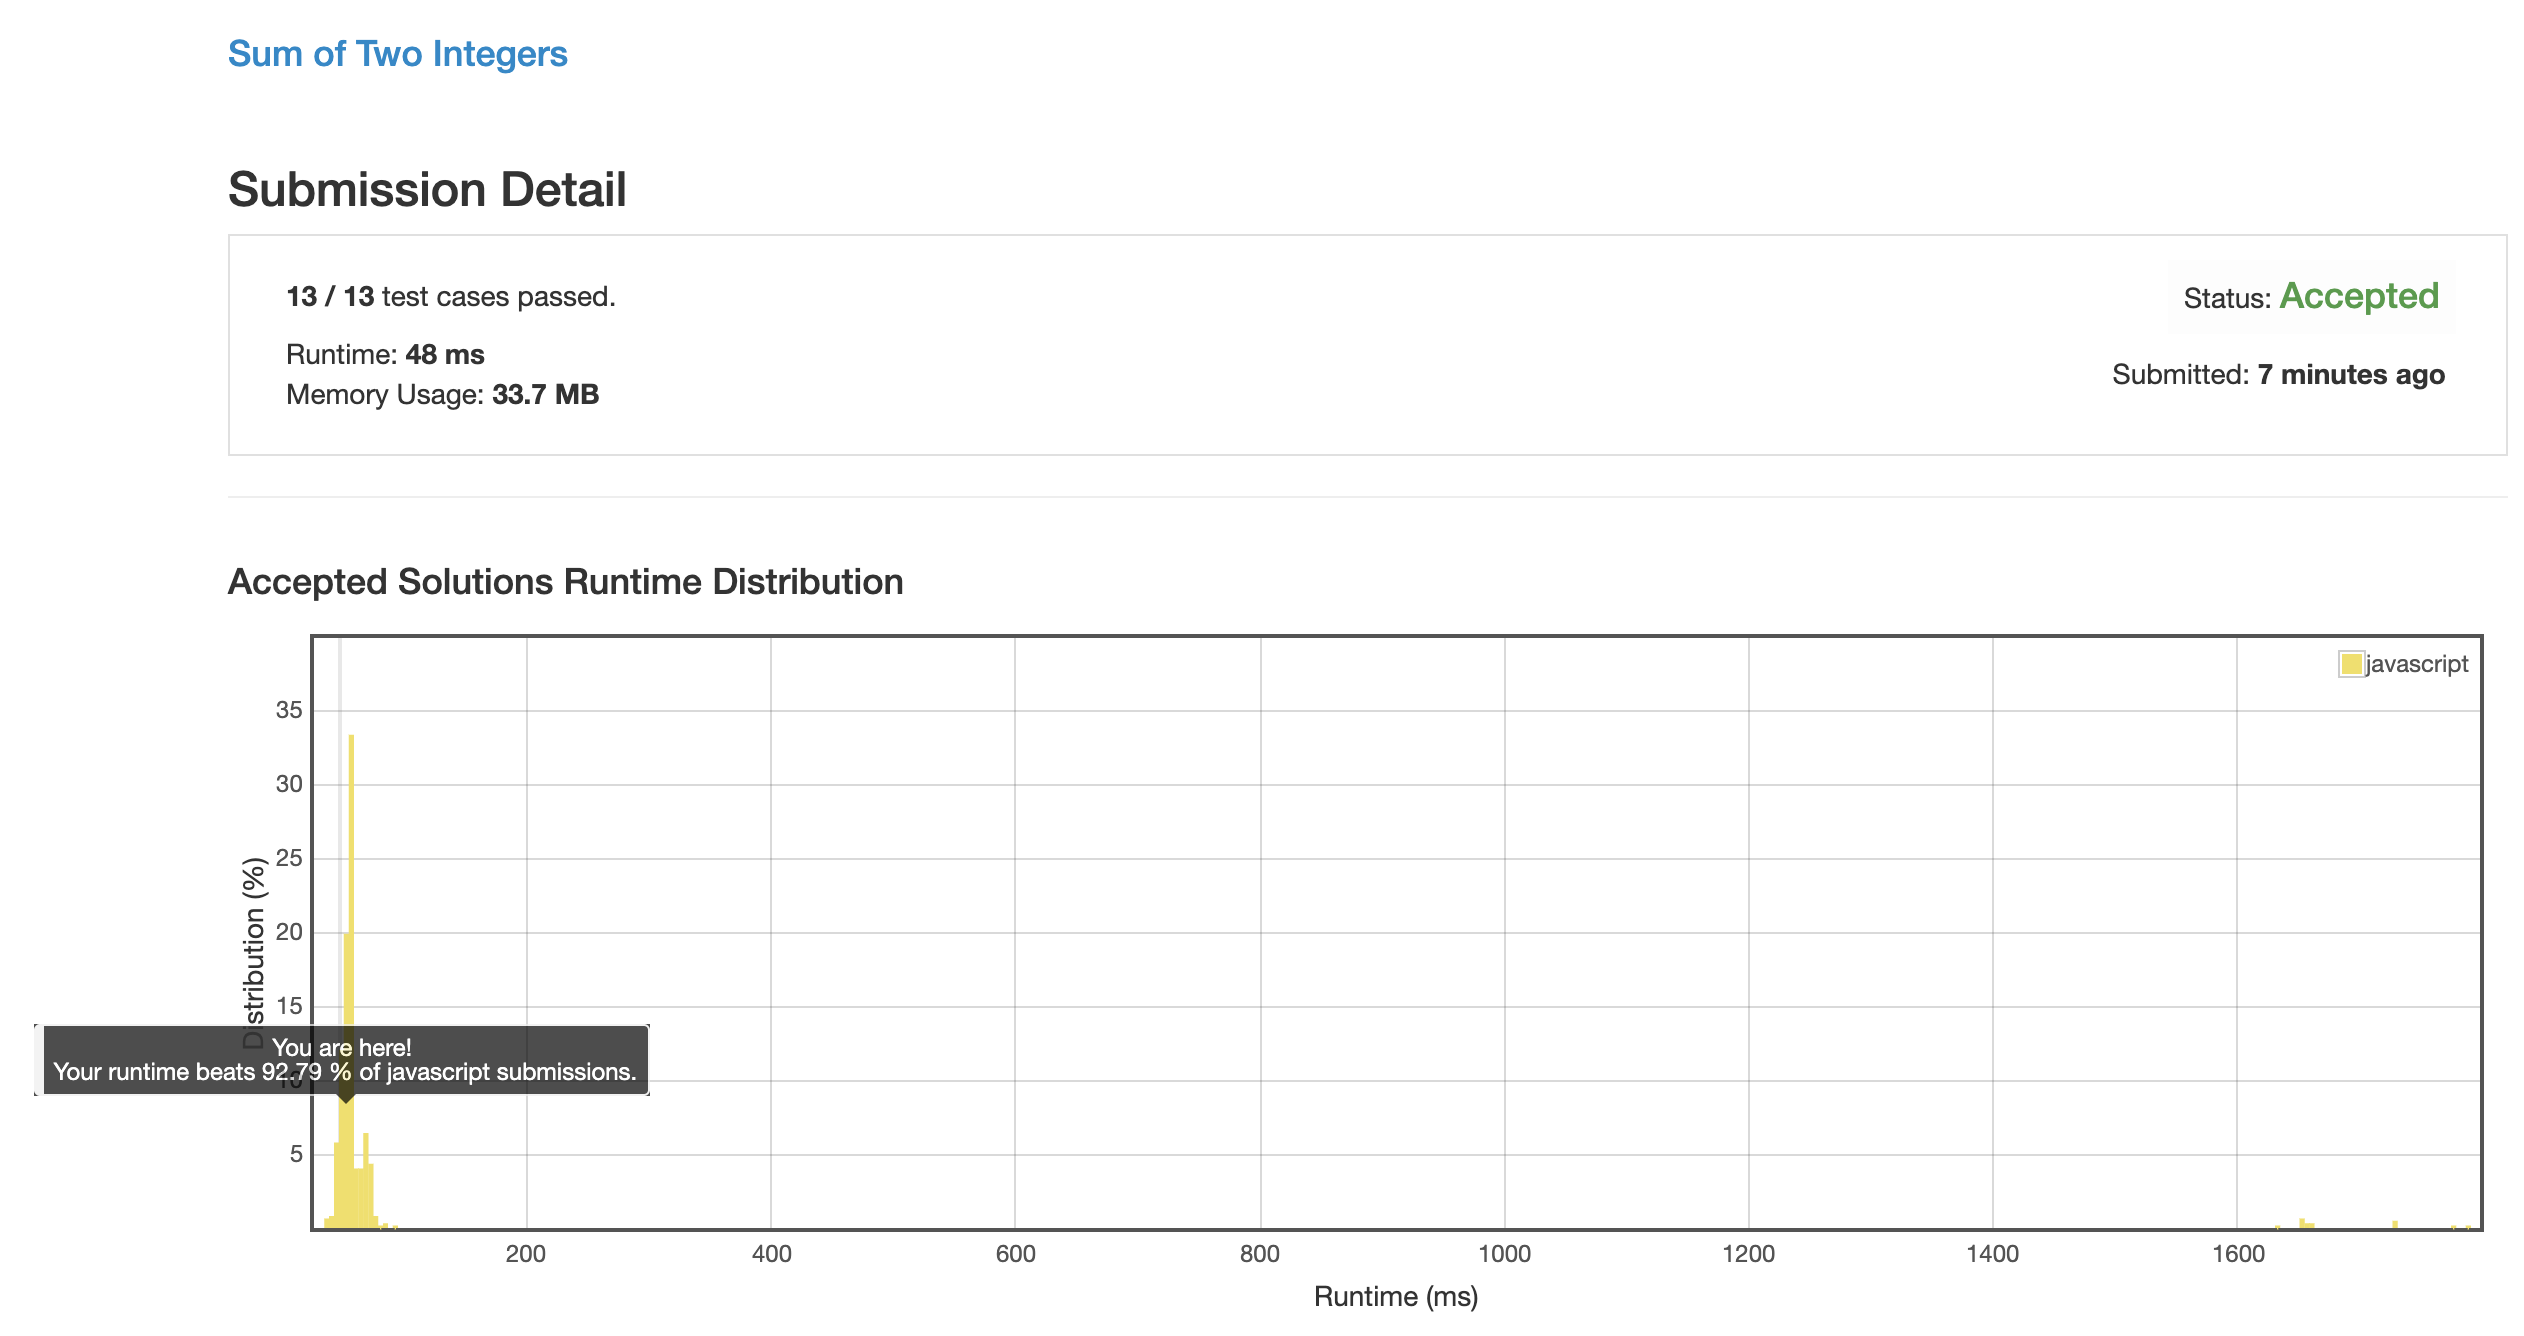 Sum of Two Integers
Submission Detail
13 / 13 test cases passed.
Status: Accepted
Runtime: 48 ms
Memory Usage: 33.7 MB
Submitted: 7 minutes ago
Accepted Solutions Runtime Distribution
javascript
35
30
25
20
15
10
5
Distribution (%)
You are here!
Your runtime beats 92.79 % of javascript submissions.
200
400
600
800
1000
1200
1400
1600
Runtime (ms)